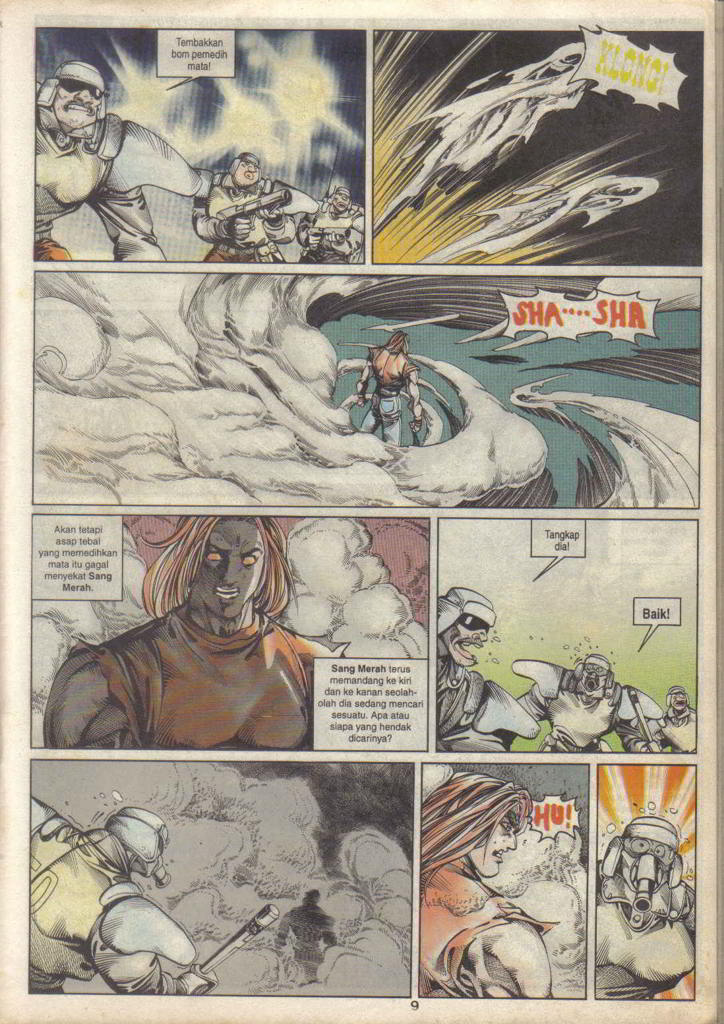 Tembakkan
bom pemedih
mata!
KLONG!
SHA....SHA
Akan tetapi
asap tebal
yang memedihkan
mata itu gagal
menyekat Sang
Merah.
Sang Merah terus
memandang ke kiri
dan ke kanan seolah-
olah dia sedang mencari
sesuatu. Apa atau
siapa yang hendak
dicarinya?
Tangkap
dia!
Baik!
HU!
9